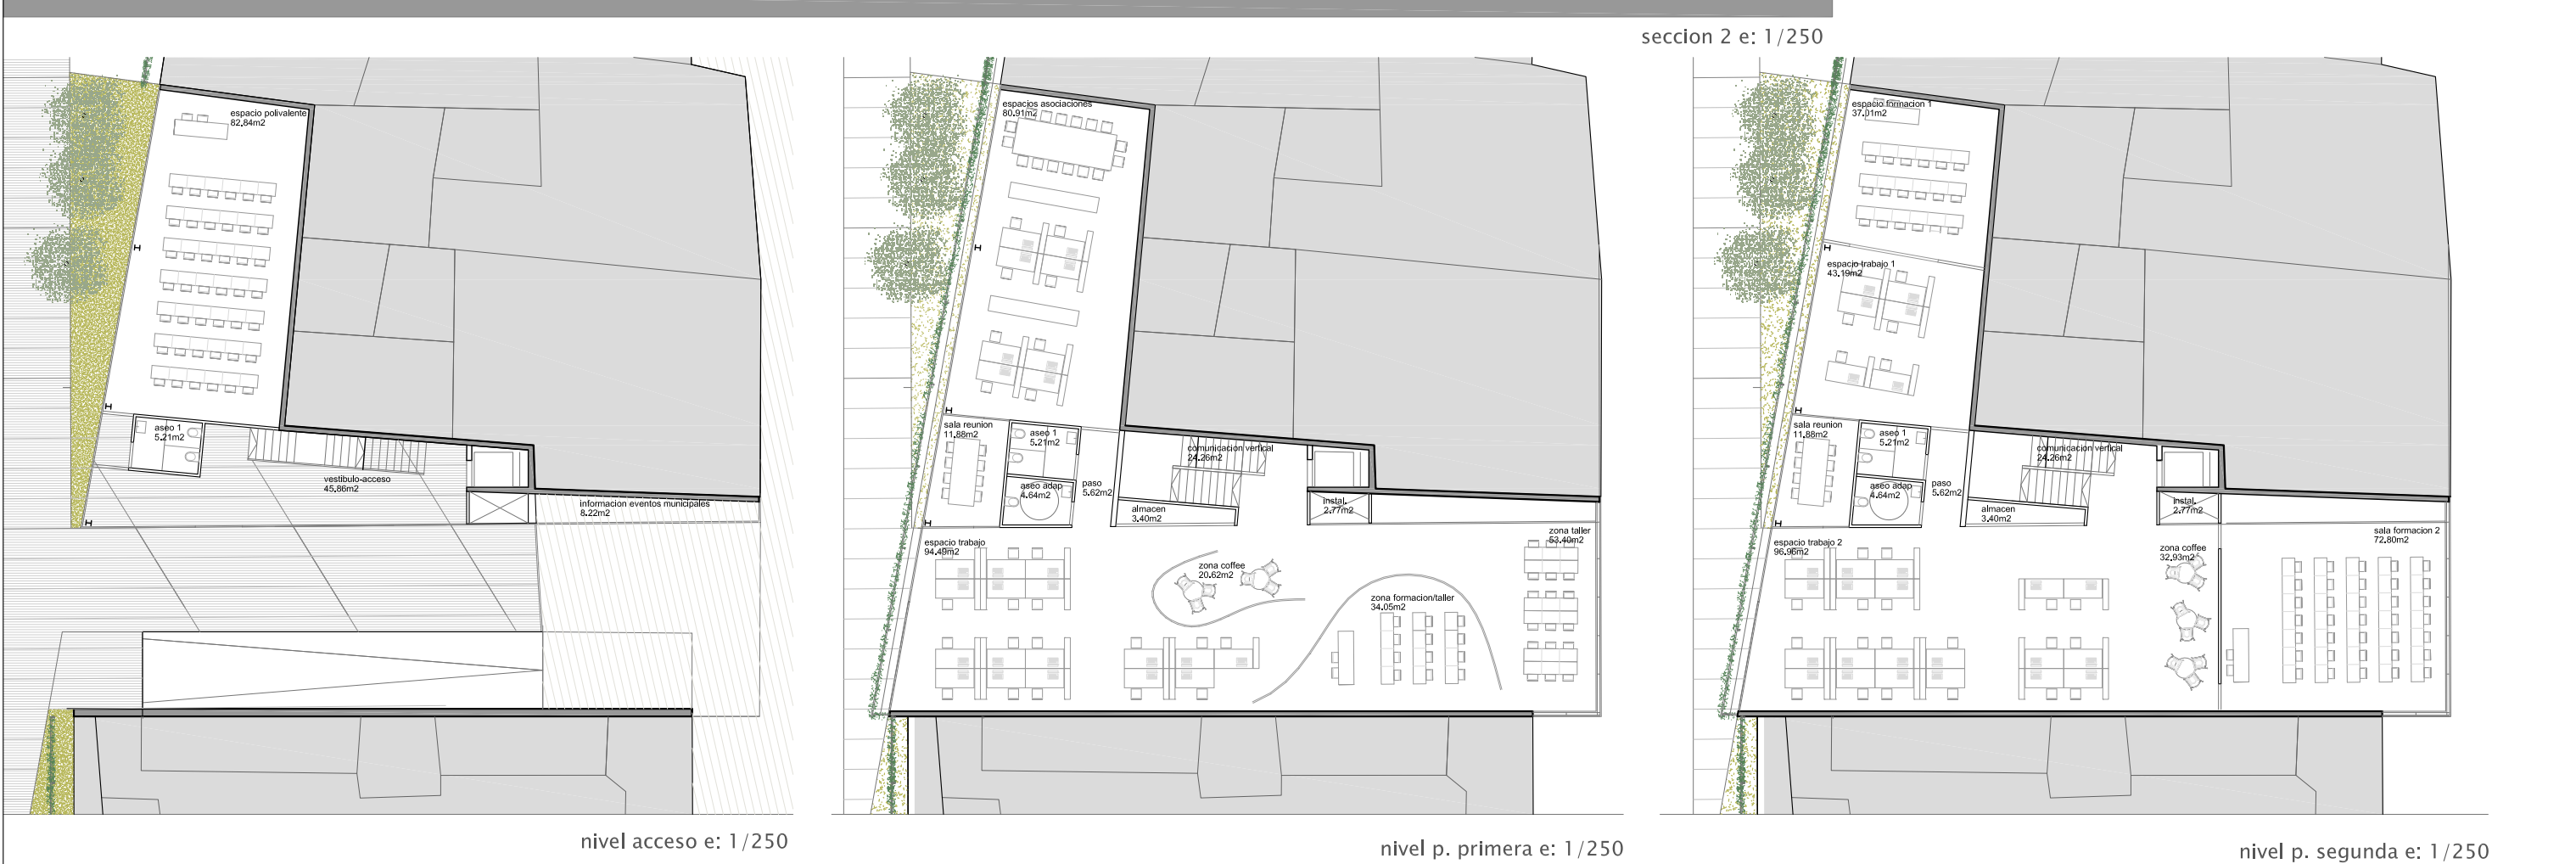 seccion 2 e: 1/250
espacio polivalente
82.84m2
aseo 1
5.21m2
vestibulo-acceso
45.86m2
informacion eventos municipales
8.22m2
nivel acceso e: 1/250
espacios asociaciones
80.91m2
sala reunion
11.88m2
aseo 1
5.21m2
aseo adap
4.64m2
paso
5.62m2
comunicacion vertical
24.26m2
almacen
3.40m2
instal.
2.77m2
espacio trabajo
94.49m2
zona coffee
20.62m2
zona formacion/taller
34.05m2
zona taller
53.40m2
nivel p. primera e: 1/250
espacio formacion 1
37.01m2
espacio trabajo 1
43.19m2
sala reunion
11.88m2
aseo 1
5.21m2
aseo adap
4.64m2
paso
5.62m2
comunicacion vertical
24.26m2
almacen
3.40m2
instal.
2.77m2
espacio trabajo 2
96.96m2
zona coffee
32.93m2
sala formacion 2
72.80m2
nivel p. segunda e: 1/250